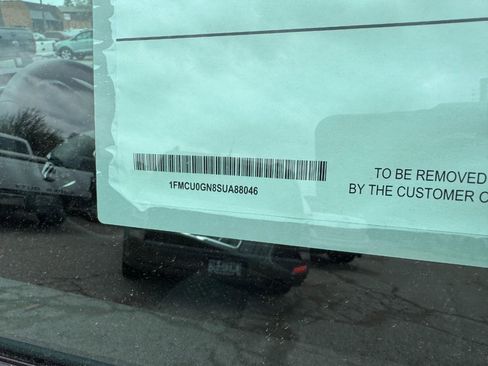 1FMCU0GN8SUA88046
TO BE REMOVED
BY THE CUSTOMER O